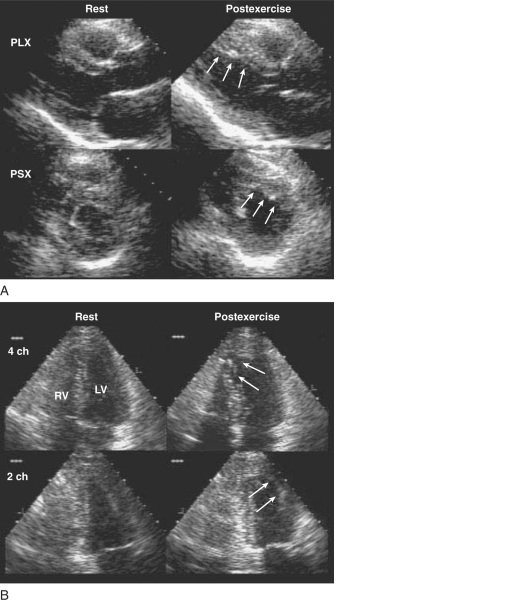 Rest Postexercise
PLX
PSX
A
Rest Postexercise
4 ch
RV LV
2 ch
B